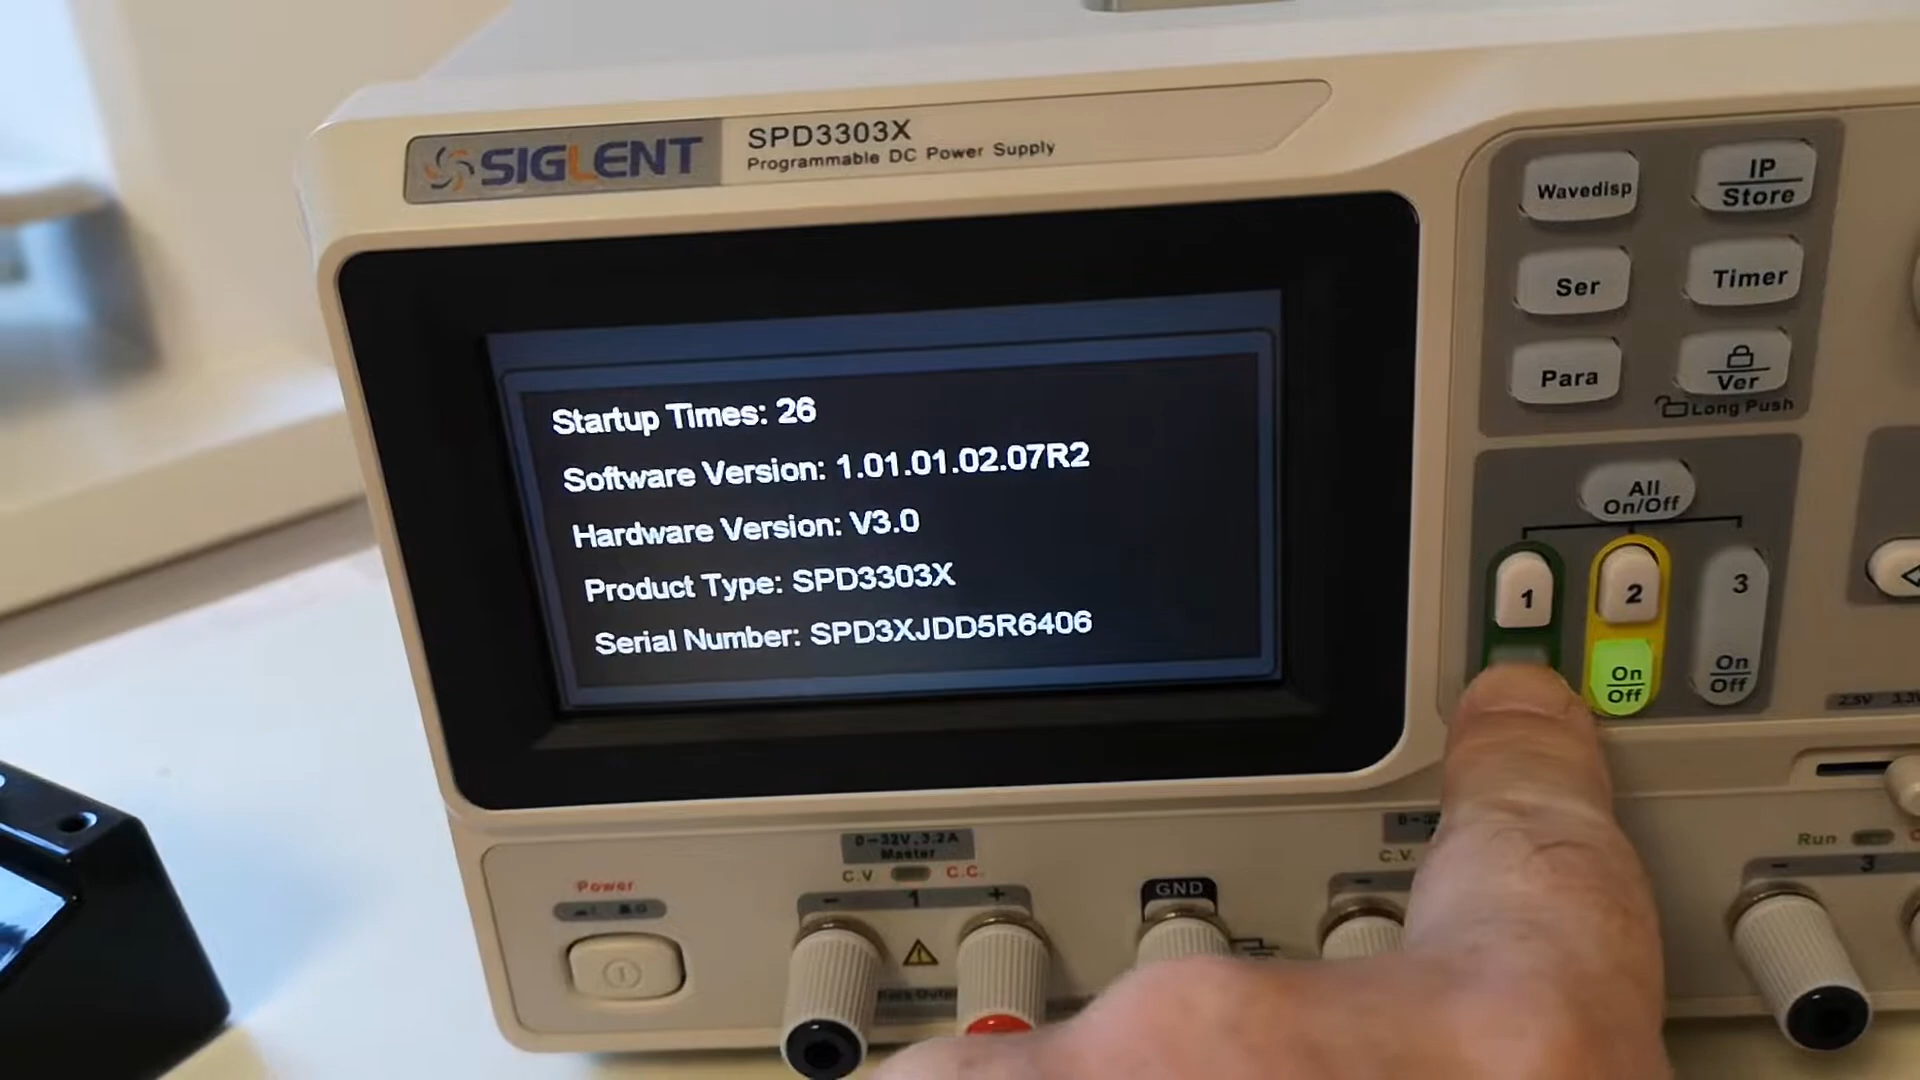 SIGLENT
SPD3303X
Programmable DC Power Supply
Startup Times: 26
Software Version: 1.01.01.02.07R2
Hardware Version: V3.0
Product Type: SPD3303X
Serial Number: SPD3XJDD5R6406
Wavedisp
IP
Store
Ser
Timer
Para
Ver
Long Push
All
On/Off
1
2
3
On
Off
On
Off
2.5V
Power
0-32V,3.2A
Master
C.V.
C.C.
- 1 +
GND
C.V.
Run
- 3